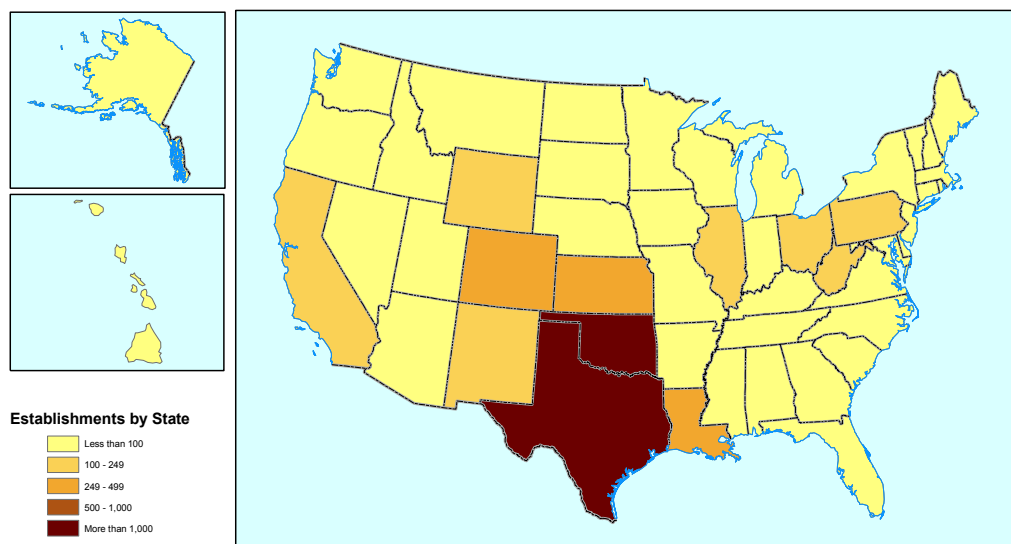 Establishments by State
Less than 100
100 - 249
249 - 499
500 - 1,000
More than 1,000